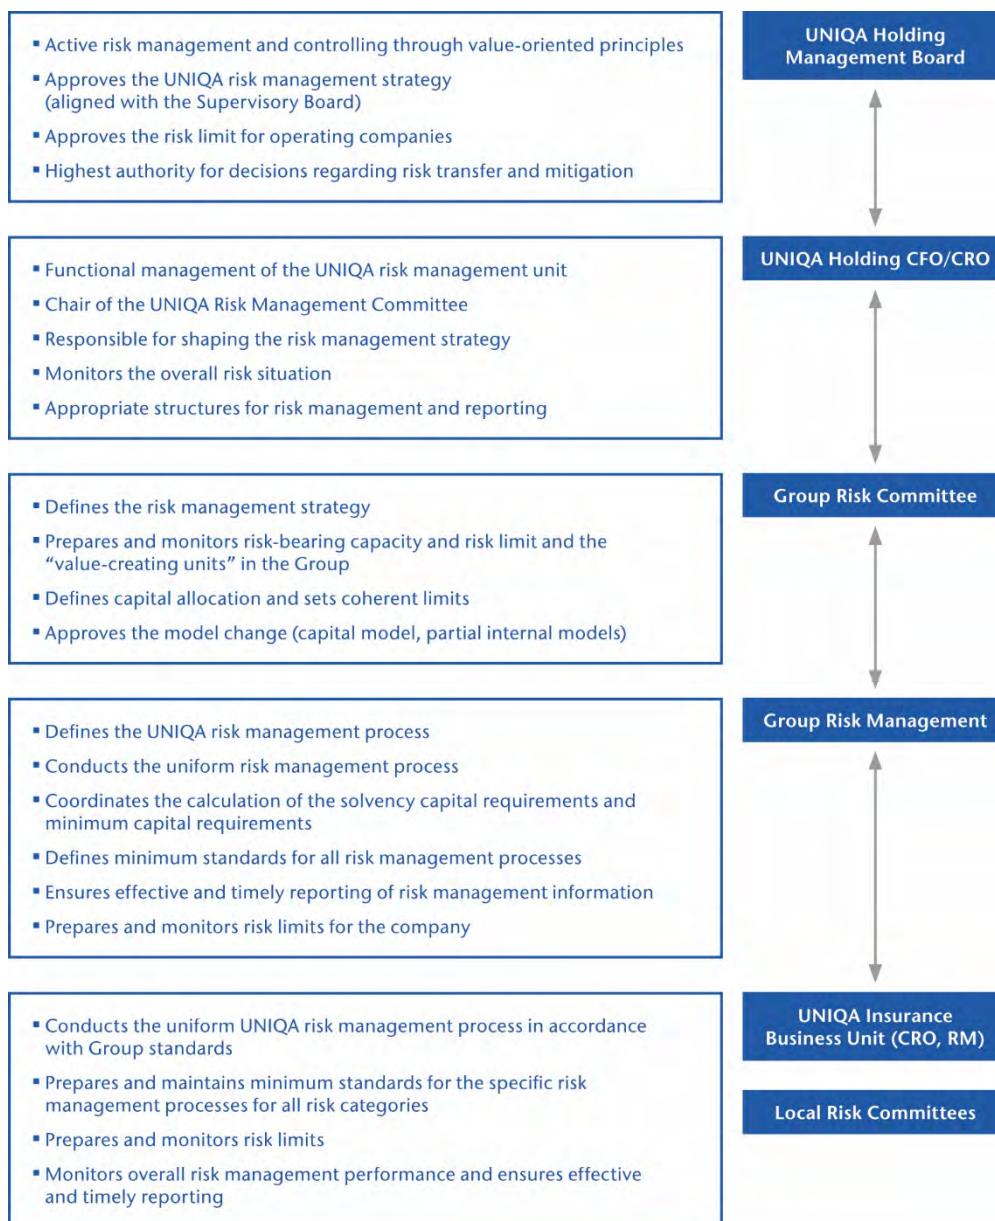 ▪ Active risk management and controlling through value-oriented principles
▪ Approves the UNIQA risk management strategy
(aligned with the Supervisory Board)
▪ Approves the risk limit for operating companies
▪ Highest authority for decisions regarding risk transfer and mitigation
UNIQA Holding
Management Board
▪ Functional management of the UNIQA risk management unit
▪ Chair of the UNIQA Risk Management Committee
▪ Responsible for shaping the risk management strategy
▪ Monitors the overall risk situation
▪ Appropriate structures for risk management and reporting
UNIQA Holding CFO/CRO
▪ Defines the risk management strategy
▪ Prepares and monitors risk-bearing capacity and risk limit and the
“value-creating units” in the Group
▪ Defines capital allocation and sets coherent limits
▪ Approves the model change (capital model, partial internal models)
Group Risk Committee
▪ Defines the UNIQA risk management process
▪ Conducts the uniform risk management process
▪ Coordinates the calculation of the solvency capital requirements and
minimum capital requirements
▪ Defines minimum standards for all risk management processes
▪ Ensures effective and timely reporting of risk management information
▪ Prepares and monitors risk limits for the company
Group Risk Management
▪ Conducts the uniform UNIQA risk management process in accordance
with Group standards
▪ Prepares and maintains minimum standards for the specific risk
management processes for all risk categories
▪ Prepares and monitors risk limits
▪ Monitors overall risk management performance and ensures effective
and timely reporting
UNIQA Insurance
Business Unit (CRO, RM)
Local Risk Committees